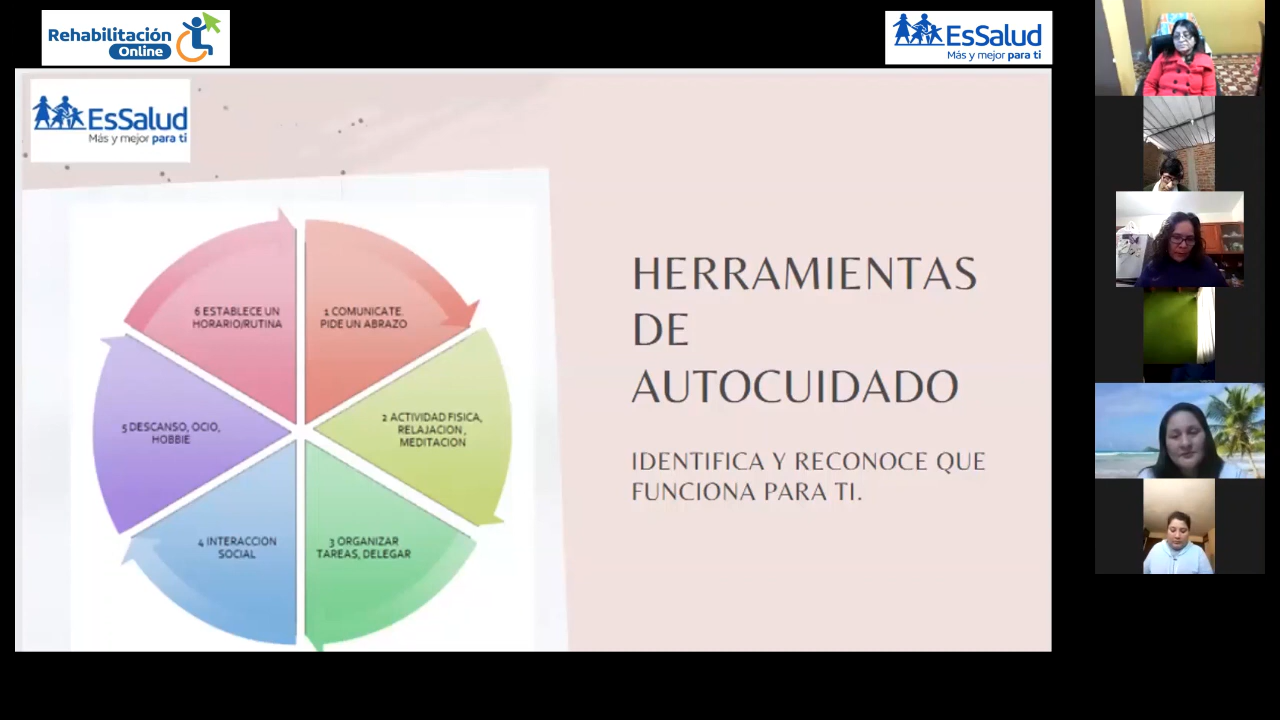 Rehabilitación
Online
EsSalud
Más y mejor para ti
EsSalud
Más y mejor para ti
6 ESTABLECE UN
HORARIO/RUTINA
1 COMUNICATE.
PIDE UN ABRAZO
2 ACTIVIDAD FISICA,
RELAJACION,
MEDITACION
3 ORGANIZAR
TAREAS, DELEGAR
4 INTERACCION
SOCIAL
5 DESCANSO, OCIO,
HOBBIE
HERRAMIENTAS
DE
AUTOCUIDADO
IDENTIFICA Y RECONOCE QUE
FUNCIONA PARA TI.